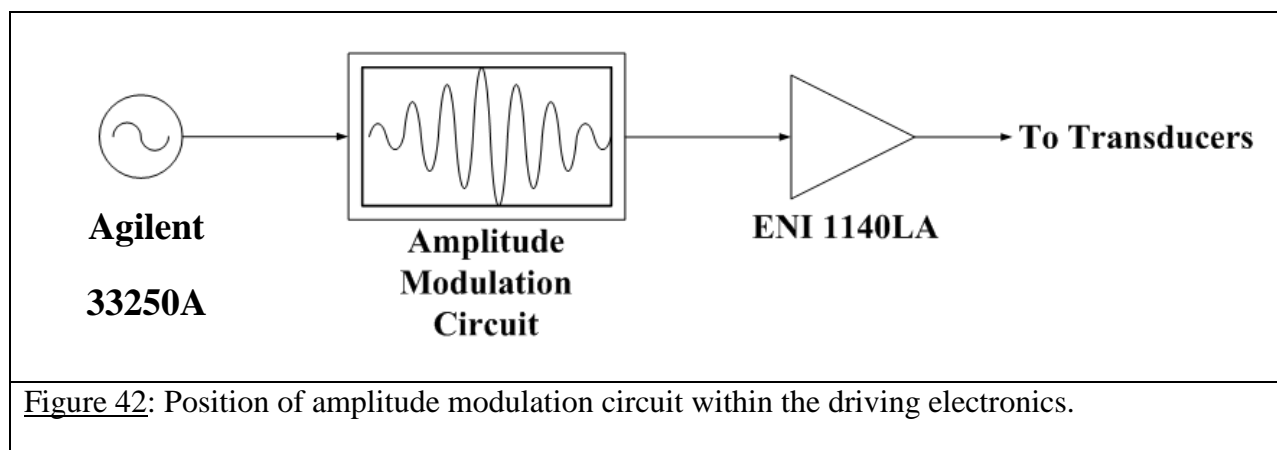 Agilent
33250A
Amplitude
Modulation
Circuit
ENI 1140LA
To Transducers
Figure 42: Position of amplitude modulation circuit within the driving electronics.